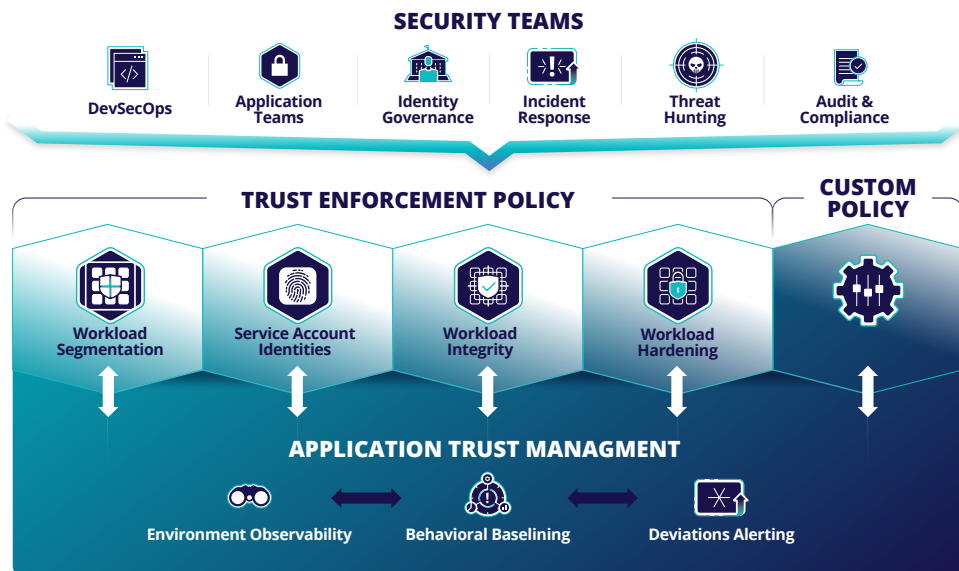 SECURITY TEAMS
DevSecOps
Application
Teams
Identity
Governance
Incident
Response
Threat
Hunting
Audit &
Compliance
TRUST ENFORCEMENT POLICY
CUSTOM
POLICY
Workload
Segmentation
Service Account
Identities
Workload
Integrity
Workload
Hardening
APPLICATION TRUST MANAGMENT
Environment Observability
Behavioral Baselining
Deviations Alerting